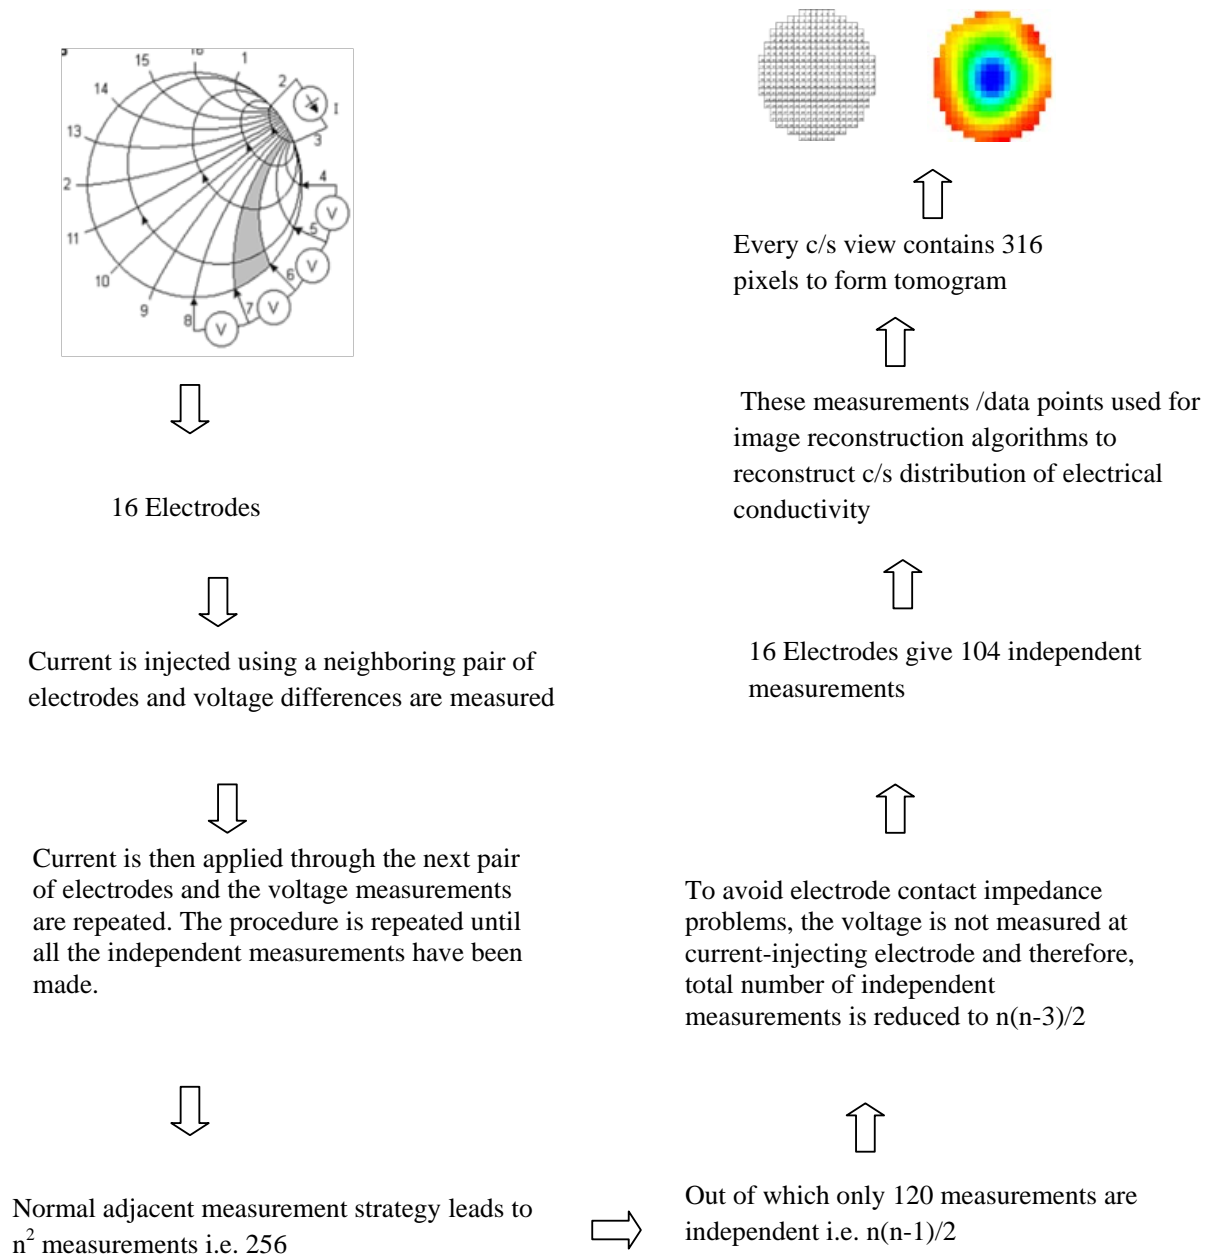 16
15
1
2
14
I
13
3
4
2
V
11
5
V
10
6
9
7
V
8
V
16 Electrodes
Current is injected using a neighboring pair of
electrodes and voltage differences are measured
Current is then applied through the next pair
of electrodes and the voltage measurements
are repeated. The procedure is repeated until
all the independent measurements have been
made.
Normal adjacent measurement strategy leads to
n² measurements i.e. 256
Out of which only 120 measurements are
independent i.e. n(n-1)/2
To avoid electrode contact impedance
problems, the voltage is not measured at
current-injecting electrode and therefore,
total number of independent
measurements is reduced to n(n-3)/2
16 Electrodes give 104 independent
measurements
These measurements /data points used for
image reconstruction algorithms to
reconstruct c/s distribution of electrical
conductivity
Every c/s view contains 316
pixels to form tomogram